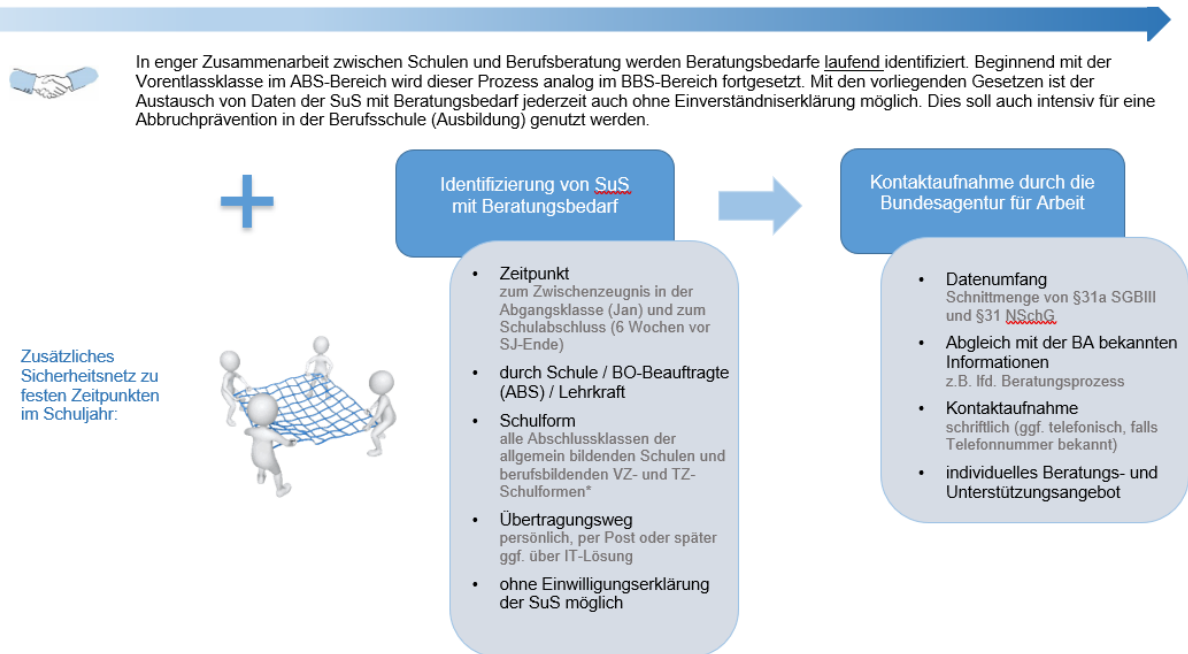 In enger Zusammenarbeit zwischen Schulen und Berufsberatung werden Beratungsbedarfe laufend identifiziert. Beginnend mit der
Vorentlassklasse im ABS-Bereich wird dieser Prozess analog im BBS-Bereich fortgesetzt. Mit den vorliegenden Gesetzen ist der
Austausch von Daten der SuS mit Beratungsbedarf jederzeit auch ohne Einverständniserklärung möglich. Dies soll auch intensiv für eine
Abbruchprävention in der Berufsschule (Ausbildung) genutzt werden.
Zusätzliches
Sicherheitsnetz zu
festen Zeitpunkten
im Schuljahr:
Identifizierung von SuS
mit Beratungsbedarf
• Zeitpunkt
zum Zwischenzeugnis in der
Abgangsklasse (Jan) und zum
Schulabschluss (6 Wochen vor
SJ-Ende)
• durch Schule / BO-Beauftragte
(ABS) / Lehrkraft
• Schulform
alle Abschlussklassen der
allgemein bildenden Schulen und
berufsbildenden VZ- und TZ-
Schulformen*
• Übertragungsweg
persönlich, per Post oder später
ggf. über IT-Lösung
• ohne Einwilligungserklärung
der SuS möglich
Kontaktaufnahme durch die
Bundesagentur für Arbeit
• Datenumfang
Schnittmenge von §31a SGBIII
und §31 NSchG
• Abgleich mit der BA bekannten
Informationen
z.B. lfd. Beratungsprozess
• Kontaktaufnahme
schriftlich (ggf. telefonisch, falls
Telefonnummer bekannt)
• individuelles Beratungs- und
Unterstützungsangebot